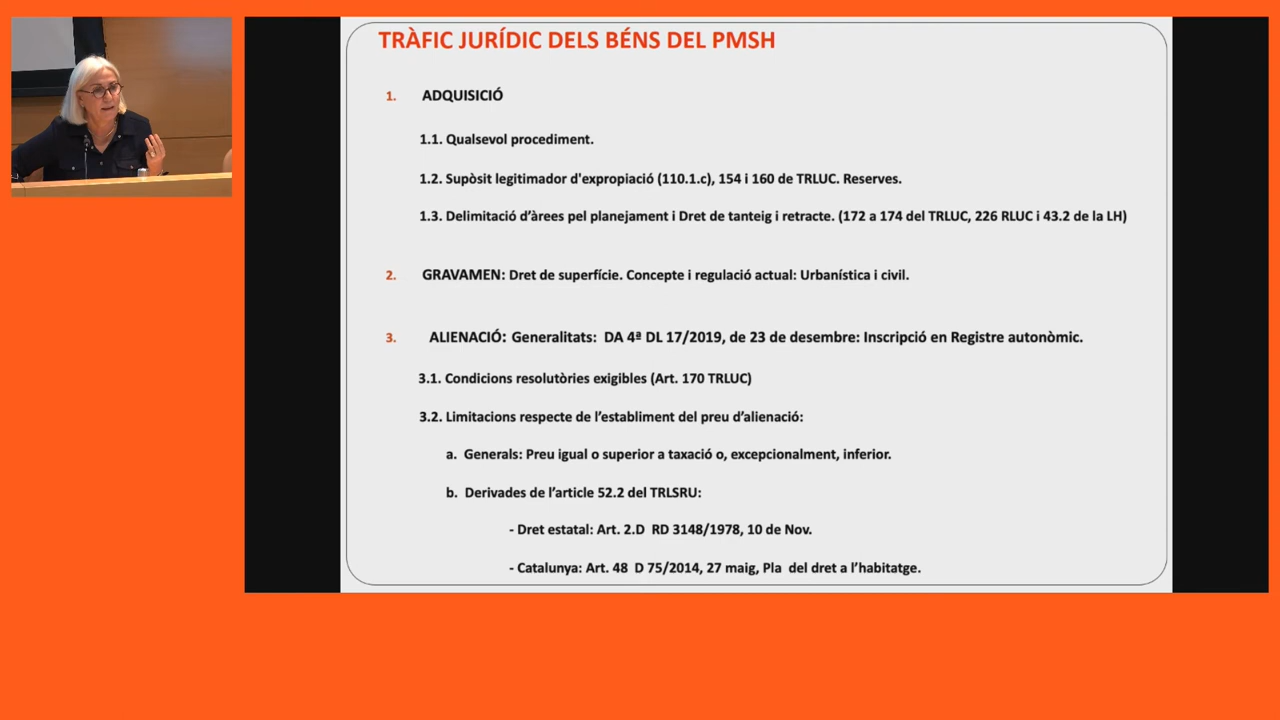 TRÀFIC JURÍDIC DELS BÉNS DEL PMSH
1. ADQUISICIÓ
1.1. Qualsevol procediment.
1.2. Supòsit legitimador d'expropiació (110.1.c), 154 i 160 de TRLUC. Reserves.
1.3. Delimitació d'àrees pel planejament i Dret de tanteig i retracte. (172 a 174 del TRLUC, 226 RLUC i 43.2 de la LH)
2. GRAVAMEN: Dret de superfície. Concepte i regulació actual: Urbanística i civil.
3. ALIENACIÓ: Generalitats: DA 4ª DL 17/2019, de 23 de desembre: Inscripció en Registre autonòmic.
3.1. Condicions resolutòries exigibles (Art. 170 TRLUC)
3.2. Limitacions respecte de l'establiment del preu d'alienació:
a. Generals: Preu igual o superior a taxació o, excepcionalment, inferior.
b. Derivades de l'article 52.2 del TRLSRU:
- Dret estatal: Art. 2.D RD 3148/1978, 10 de Nov.
- Catalunya: Art. 48 D 75/2014, 27 maig, Pla del dret a l'habitatge.